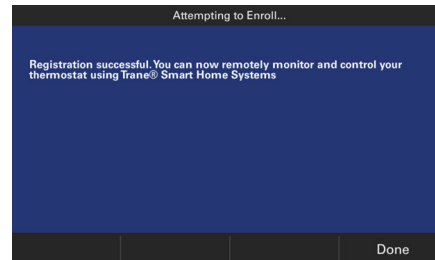 Attempting to Enroll...
Registration successful. You can now remotely monitor and control your
thermostat using Trane® Smart Home Systems
Done